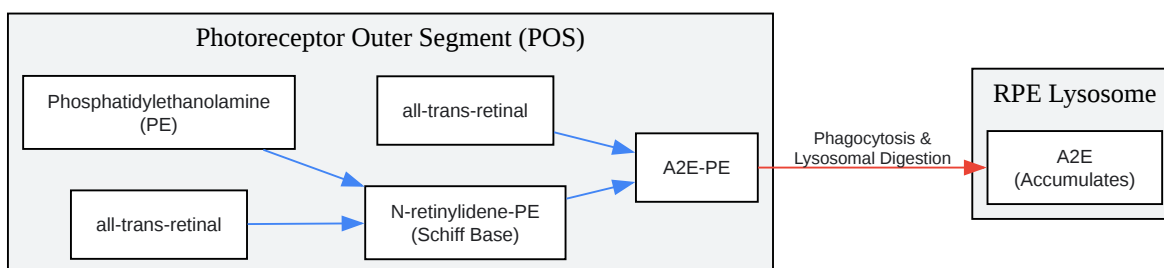 Photoreceptor Outer Segment (POS)
Phosphatidylethanolamine
(PE)
all-trans-retinal
all-trans-retinal
N-retinylidene-PE
(Schiff Base)
A2E-PE
Phagocytosis &
Lysosomal Digestion
RPE Lysosome
A2E
(Accumulates)